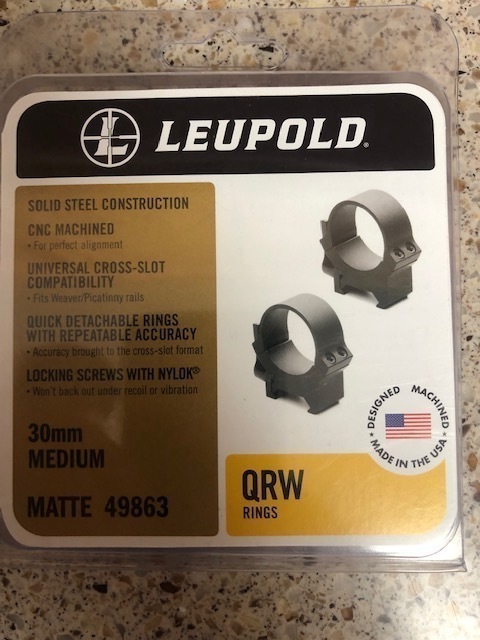 LEUPOLD®
SOLID STEEL CONSTRUCTION
CNC MACHINED
• For perfect alignment
UNIVERSAL CROSS-SLOT
COMPATIBILITY
• Fits Weaver/Picatinny rails
QUICK DETACHABLE RINGS
WITH REPEATABLE ACCURACY
• Accuracy brought to the cross-slot format
LOCKING SCREWS WITH NYLOK®
• Won't back out under recoil or vibration
30mm
MEDIUM
MATTE 49863
QRW
RINGS
DESIGNED MACHINED
★ MADE IN THE USA ★